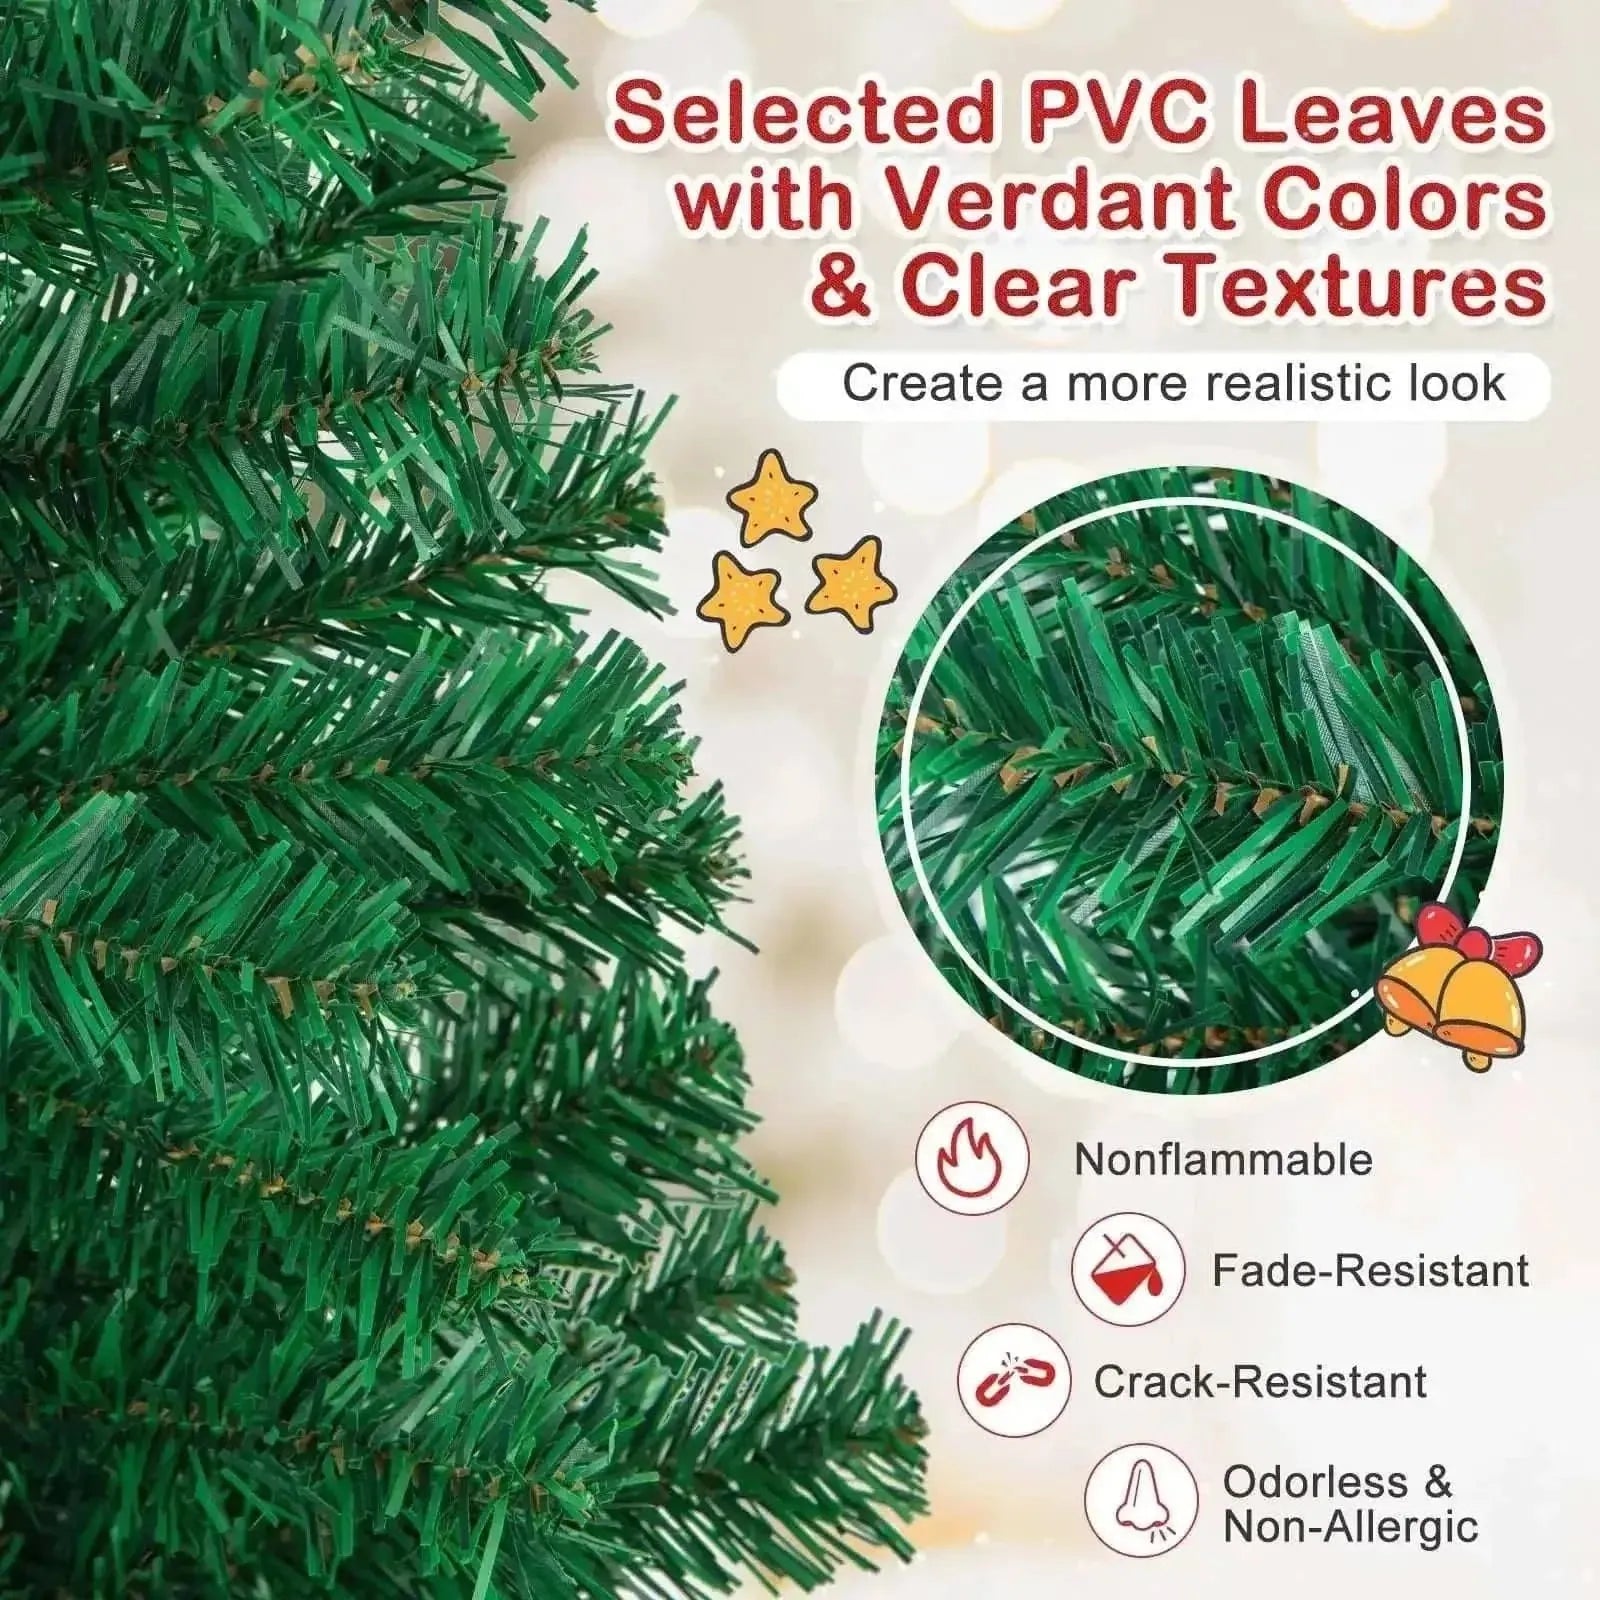 Selected PVC Leaves
with Verdant Colors
& Clear Textures
Create a more realistic look
Nonflammable
Fade-Resistant
Crack-Resistant
Odorless &
Non-Allergic